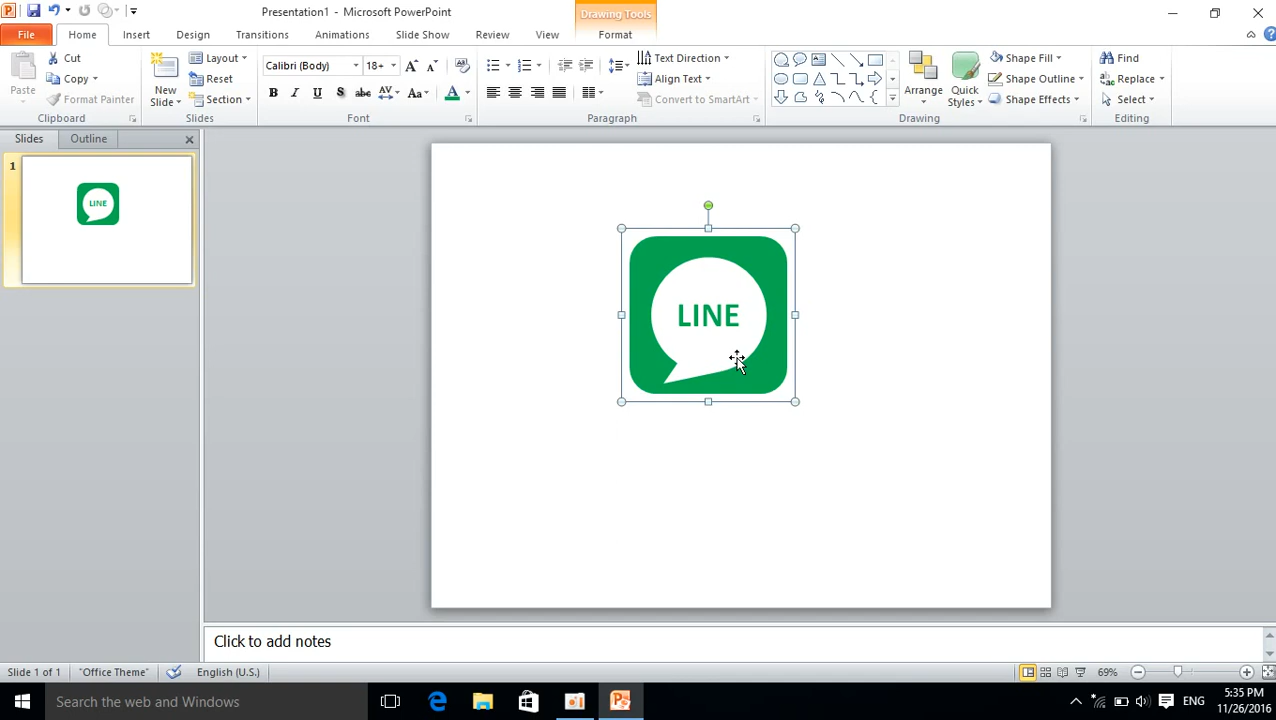 Presentation1 - Microsoft PowerPoint
Drawing Tools
File
Home
Insert
Design
Transitions
Animations
Slide Show
Review
View
Format
Paste
Cut
Copy
Format Painter
Clipboard
New Slide
Layout
Reset
Section
Slides
Calibri (Body)
18+
Font
Text Direction
Align Text
Convert to SmartArt
Paragraph
Arrange
Quick Styles
Shape Fill
Shape Outline
Shape Effects
Drawing
Find
Replace
Select
Editing
Slides
Outline
1
LINE
LINE
Click to add notes
Slide 1 of 1
"Office Theme"
English (U.S.)
69%
Search the web and Windows
ENG
5:35 PM
11/26/2016